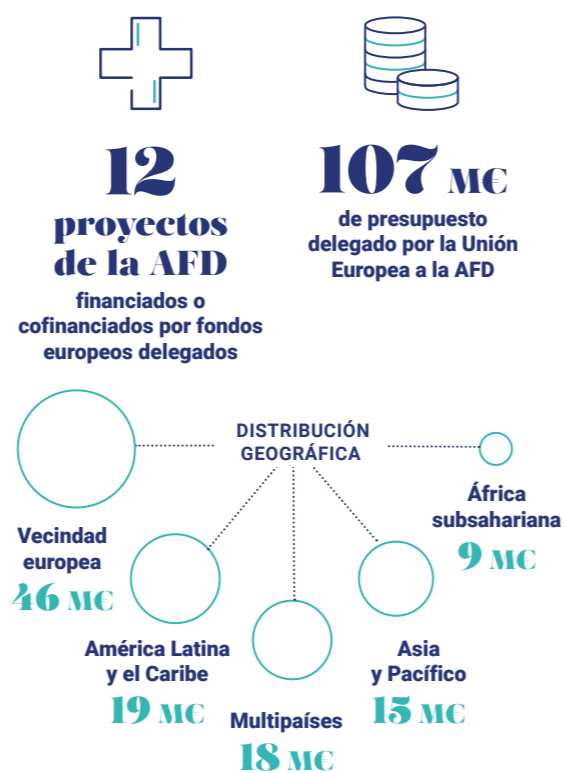 12
proyectos
de la AFD
financiados o
cofinanciados por fondos
europeos delegados
107 M€
de presupuesto
delegado por la Unión
Europea a la AFD
DISTRIBUCIÓN
GEOGRÁFICA
Vecindad
europea
46 M€
América Latina
y el Caribe
19 M€
Multipaíses
18 M€
Asia
y Pacífico
15 M€
África
subsahariana
9 M€